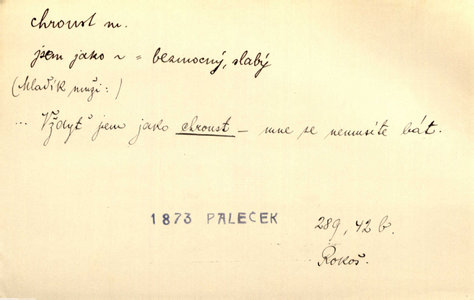 chroust m.
jsem jako ~ = bezmocný, slabý
(Mladík muži:)
... Vždyť jsem jako chroust – mne se nemusíte bát.
1873 PALEČEK
289, 42 b.
Rokoš.